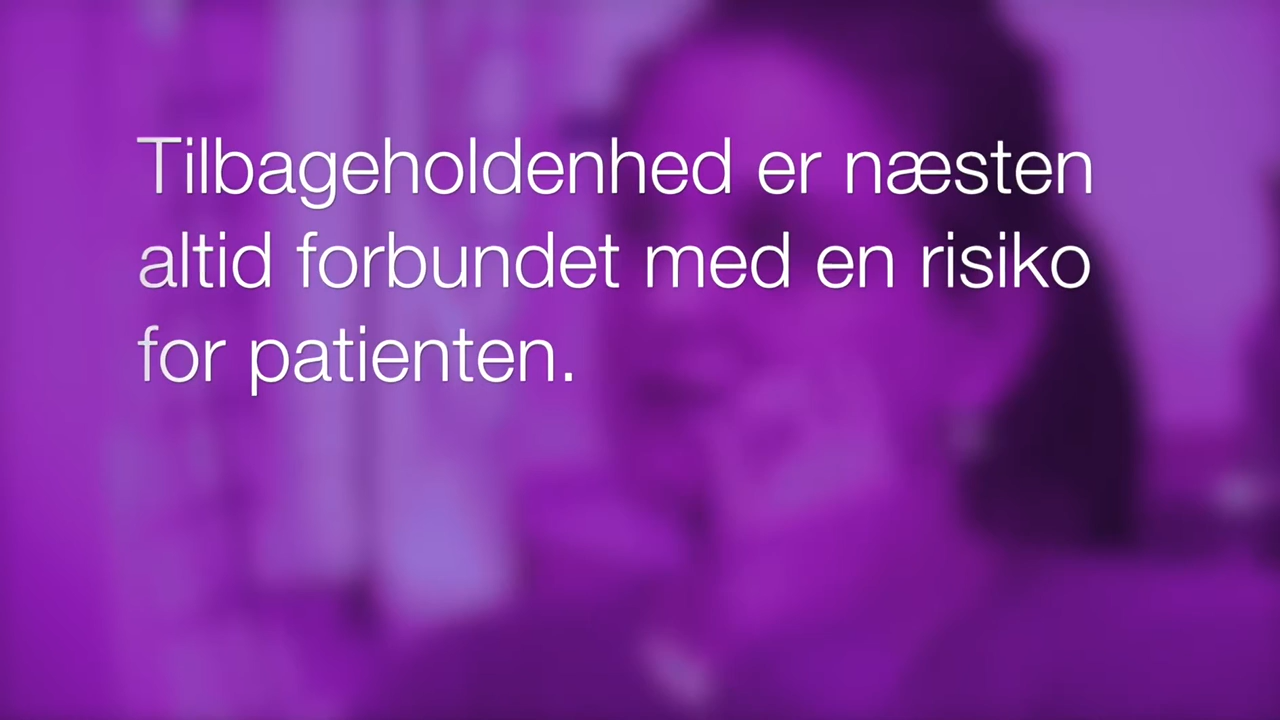 Tilbageholdenhed er næsten
altid forbundet med en risiko
for patienten.